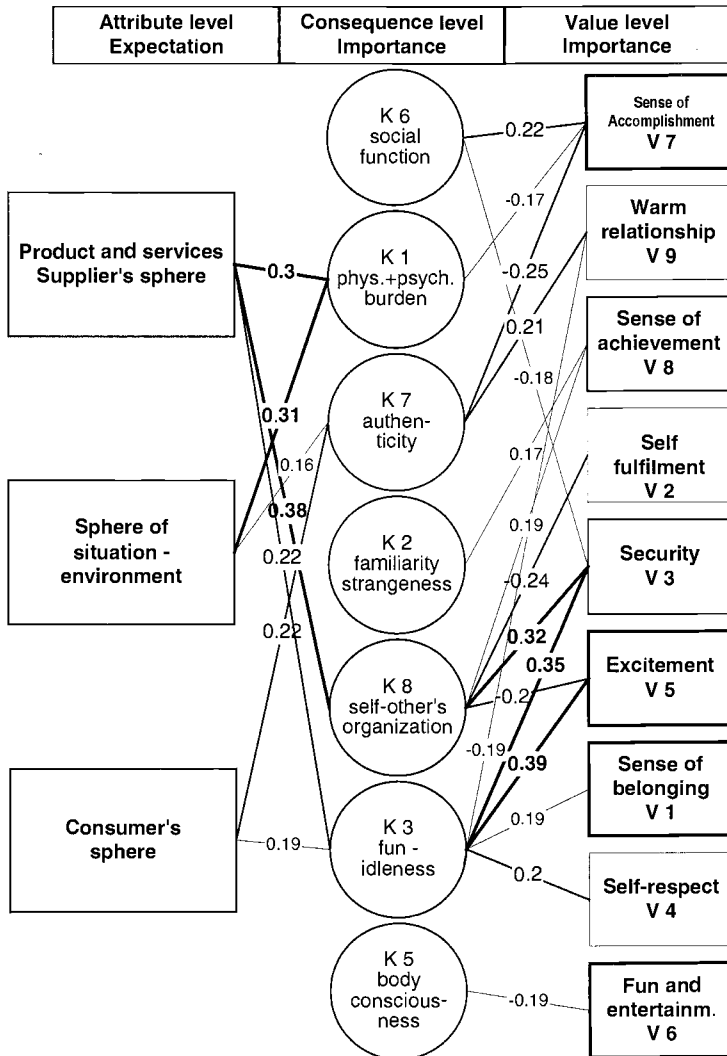 Attribute level
Expectation
Consequence level
Importance
Value level
Importance
K 6
social
function
0.22
Sense of
Accomplishment
V 7
-0.17
Product and services
Supplier's sphere
0.3
K 1
phys.+psych.
burden
Warm
relationship
V 9
-0.25
0.21
Sense of
achievement
V 8
-0.18
K 7
authen-
ticity
0.31
0.16
0.17
Self
fulfilment
V 2
Sphere of
situation -
environment
0.38
0.22
K 2
familiarity
strangeness
0.19
-0.24
Security
V 3
0.22
0.32
0.35
K 8
self-other's
organization
-0.2
Excitement
V 5
-0.19
0.39
Consumer's
sphere
0.19
K 3
fun -
idleness
0.19
Sense of
belonging
V 1
0.2
Self-respect
V 4
K 5
body
conscious-
ness
-0.19
Fun and
entertainm.
V 6